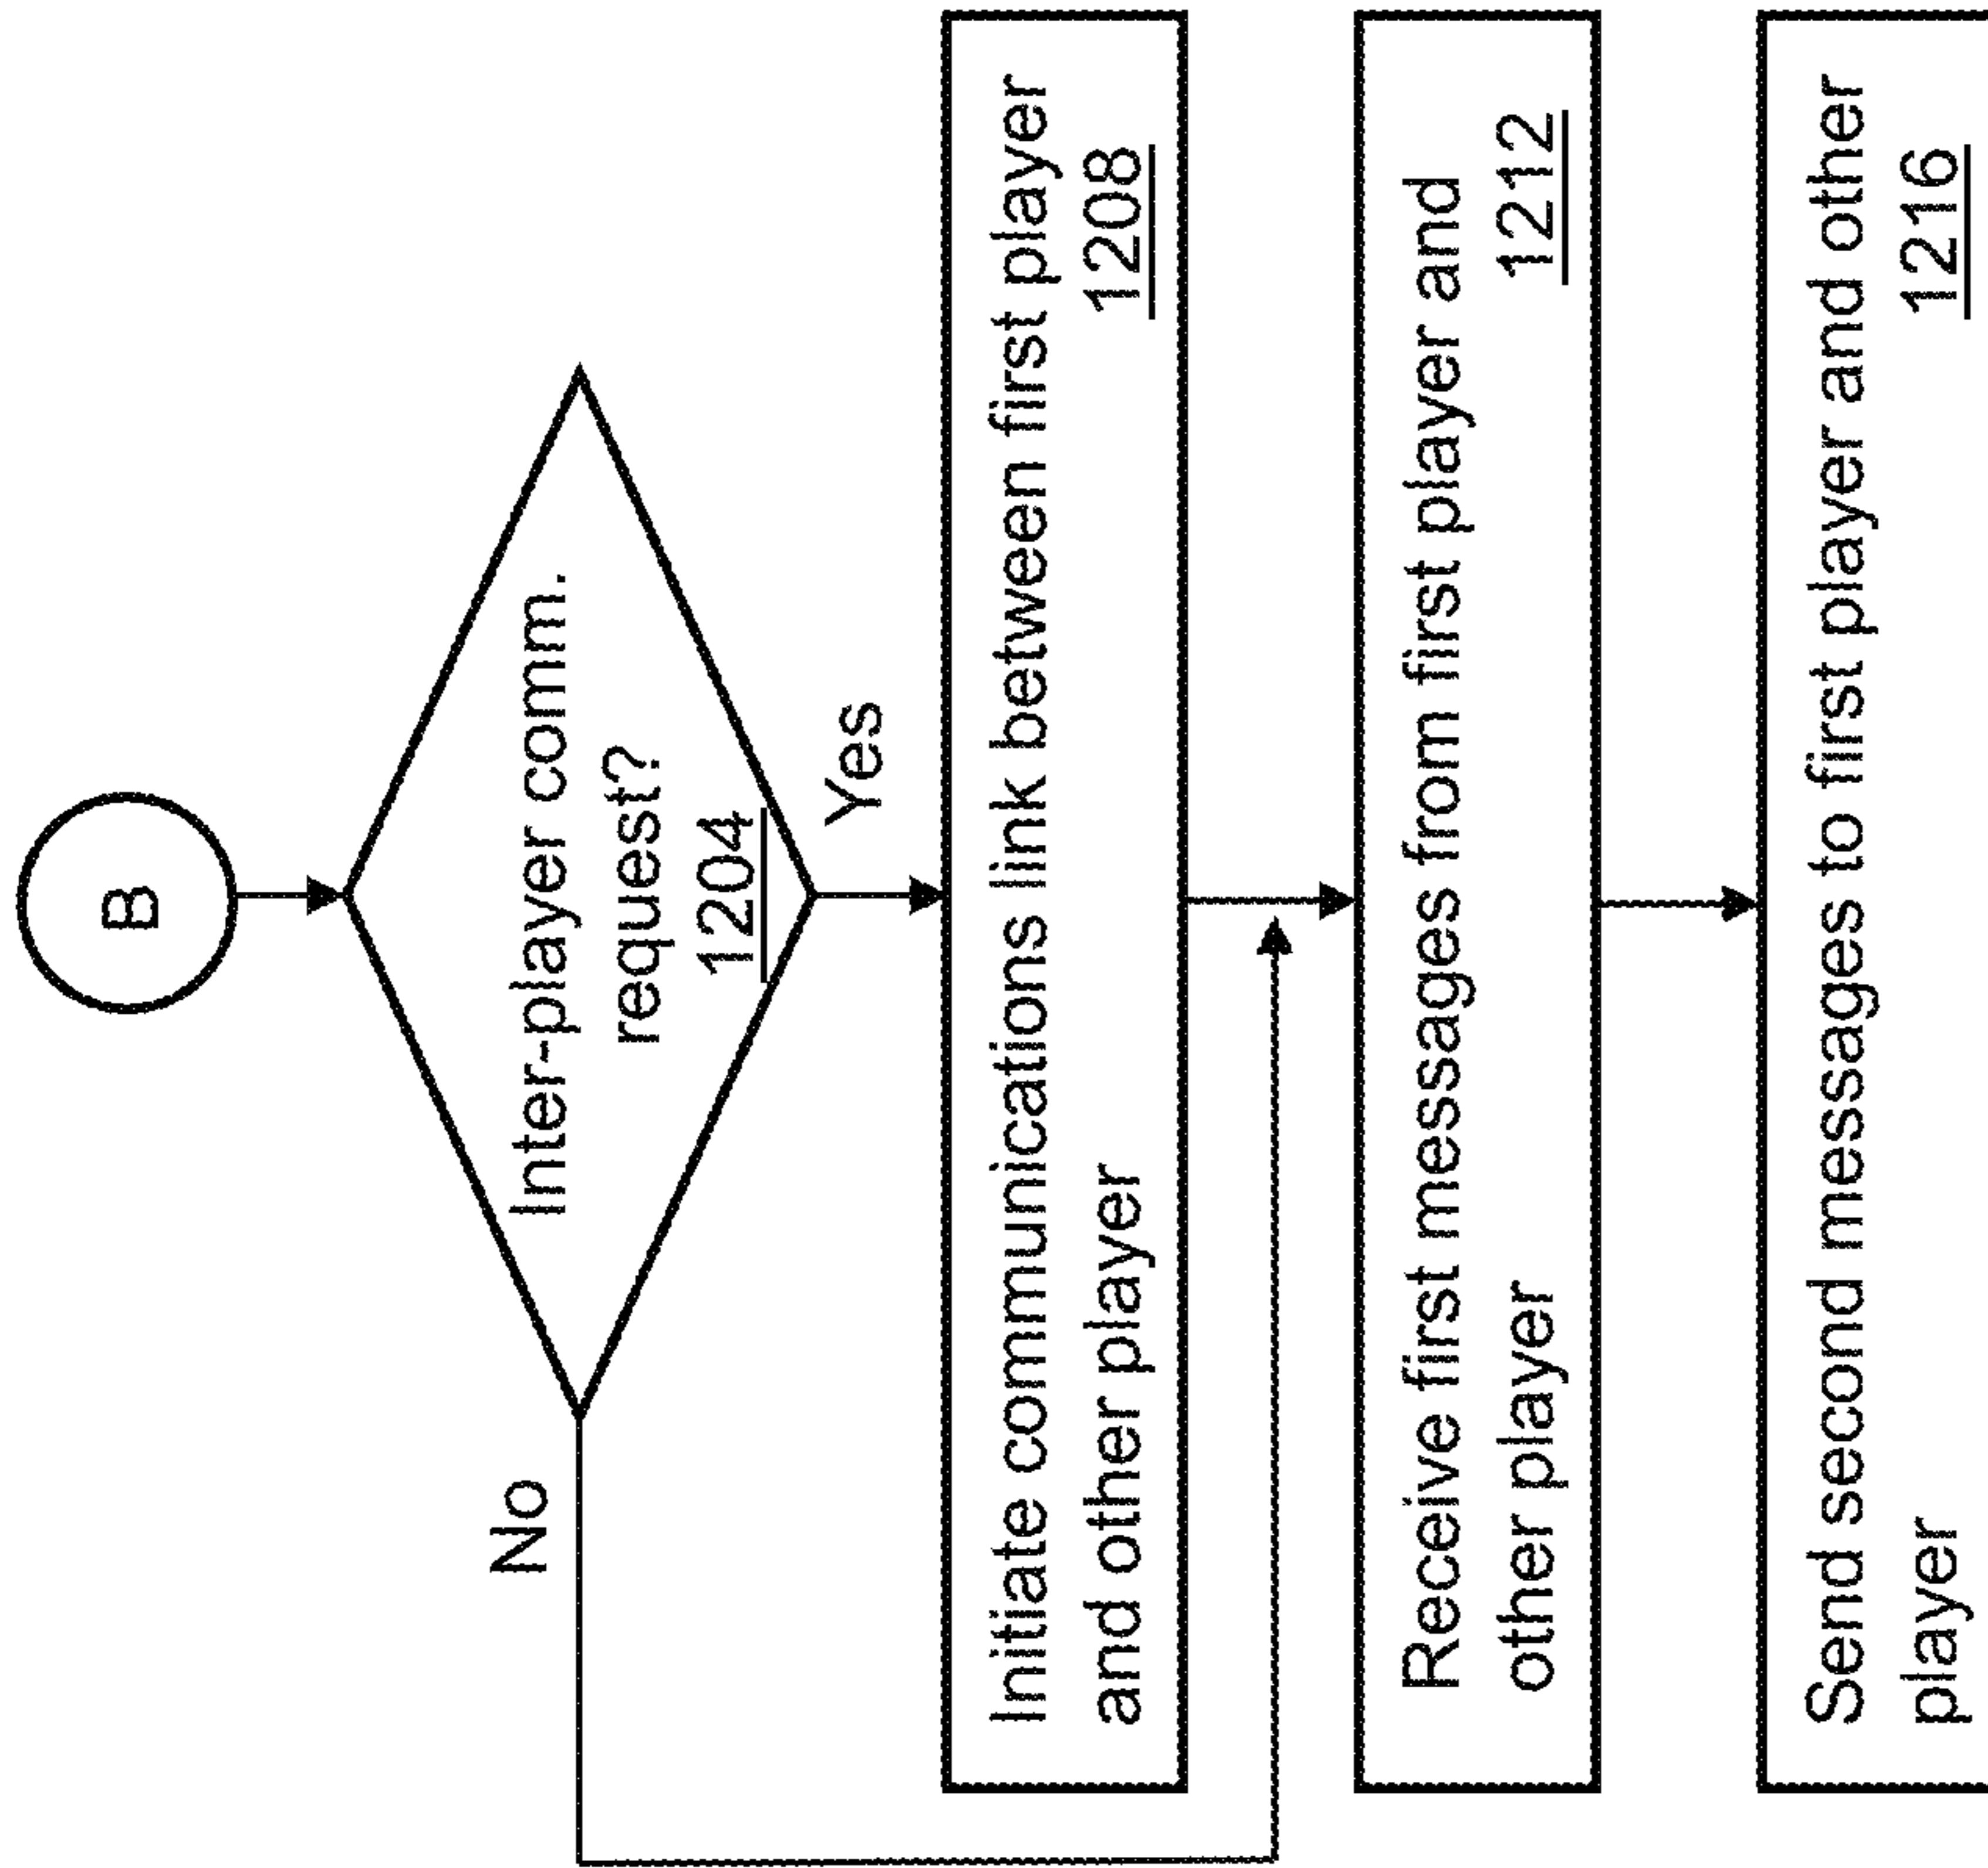 B
Inter-player comm.
request?
1204
No
Yes
Initiate communications link between first player
and other player 1208
Receive first messages from first player and
other player 1212
Send second messages to first player and other
player 1216